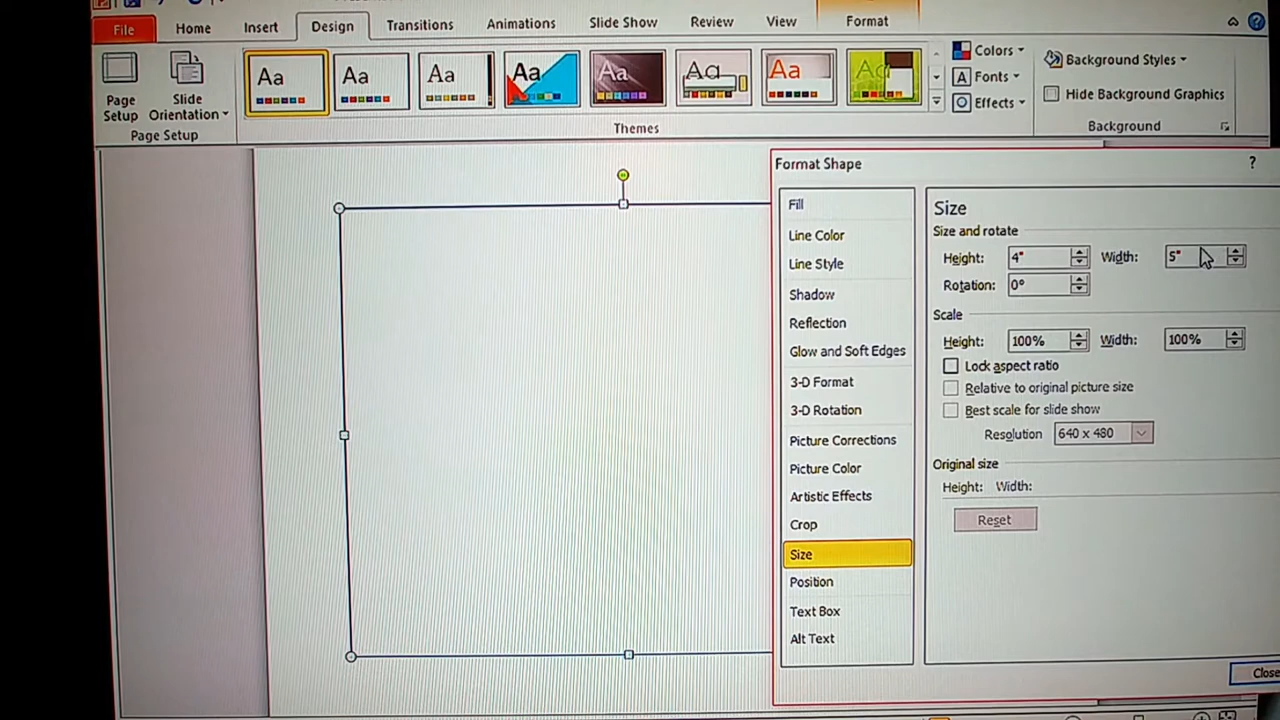 File Home Insert Design Transitions Animations Slide Show Review View Format
Aa Aa Aa Aa Aa Aa Aa Aa
Page Setup
Slide Orientation
Colors
Fonts
Effects
Background Styles
Hide Background Graphics
Page Setup Themes Background
Format Shape ?
Fill
Line Color
Line Style
Shadow
Reflection
Glow and Soft Edges
3-D Format
3-D Rotation
Picture Corrections
Picture Color
Artistic Effects
Crop
Size
Position
Text Box
Alt Text
Size
Size and rotate
Height: 4" Width: 5"
Rotation: 0°
Scale
Height: 100% Width: 100%
Lock aspect ratio
Relative to original picture size
Best scale for slide show
Resolution 640 x 480
Original size
Height: Width:
Reset
Close